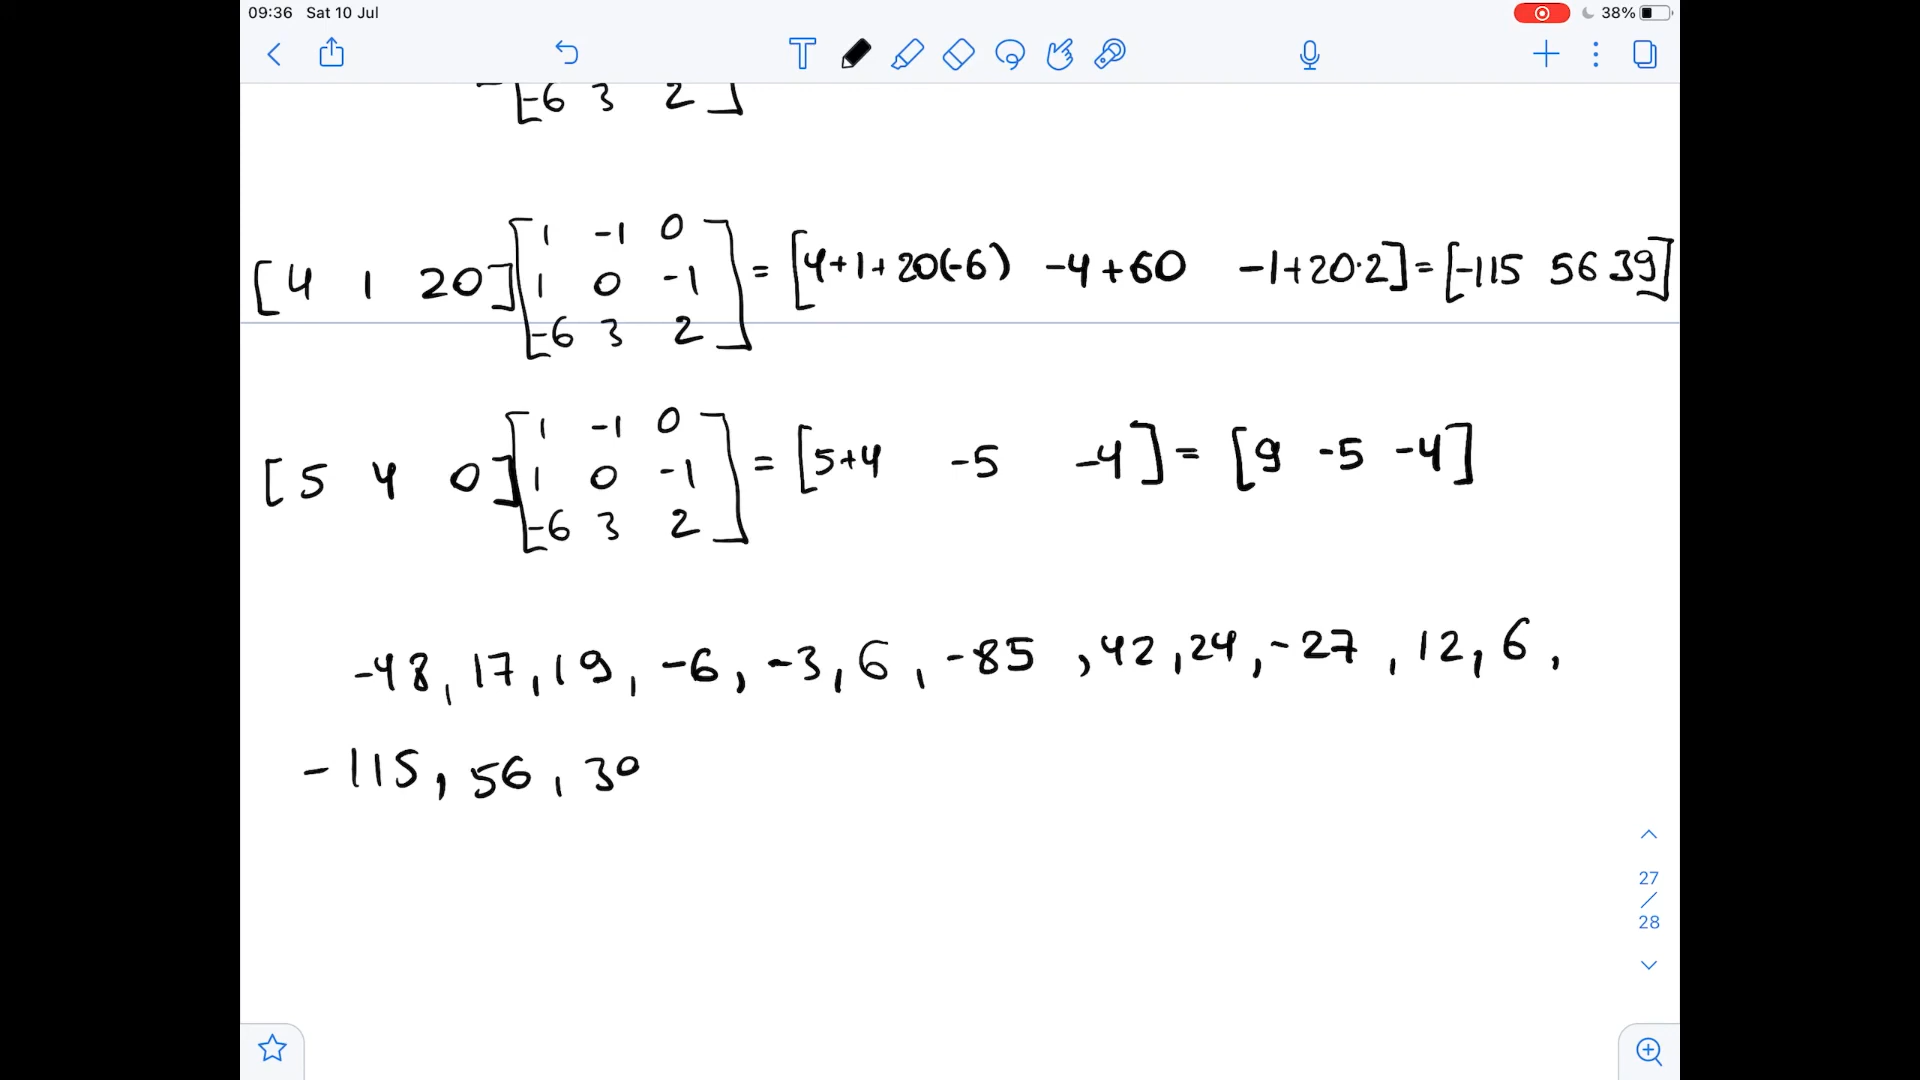 09:36 Sat 10 Jul 38%
T
[-6 3 2]
[1 -1 0]
[4 1 20] [1 0 -1] = [4+1+20(-6) -4+60 -1+20·2] = [-115 56 39]
[-6 3 2]
[1 -1 0]
[5 4 0] [1 0 -1] = [5+4 -5 -4] = [9 -5 -4]
[-6 3 2]
-48, 17, 19, -6, -3, 6, -85, 42, 24, -27, 12, 6,
-115, 56, 30
27
/
28